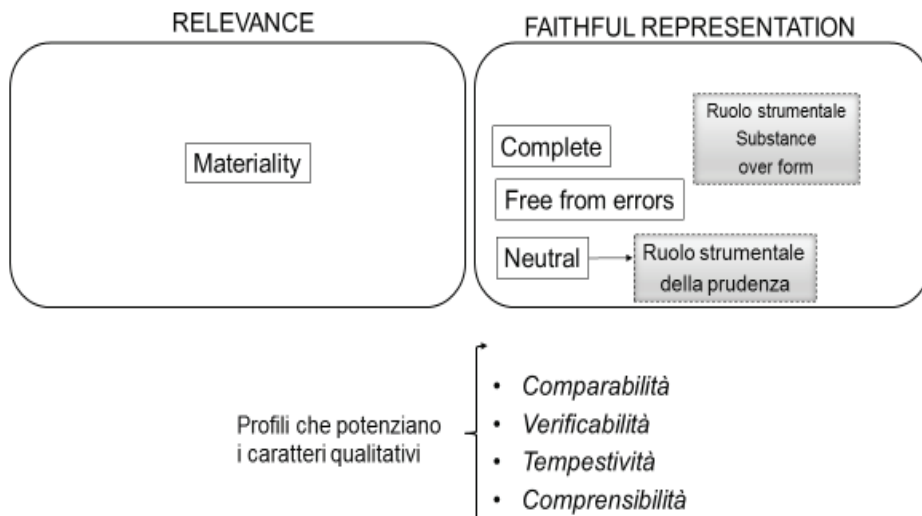 RELEVANCE
Materiality
FAITHFUL REPRESENTATION
Complete
Ruolo strumentale
Substance
over form
Free from errors
Neutral
Ruolo strumentale
della prudenza
Profili che potenziano
i caratteri qualitativi
• Comparabilità
• Verificabilità
• Tempestività
• Comprensibilità